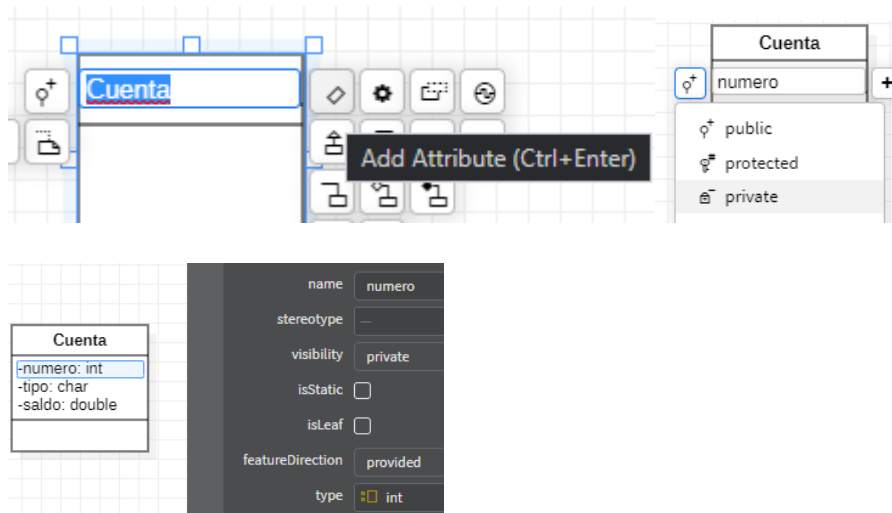 Cuenta
Add Attribute (Ctrl+Enter)
Cuenta
numero
public
protected
private
Cuenta
-numero: int
-tipo: char
-saldo: double
name numero
stereotype —
visibility private
isStatic
isLeaf
featureDirection provided
type int